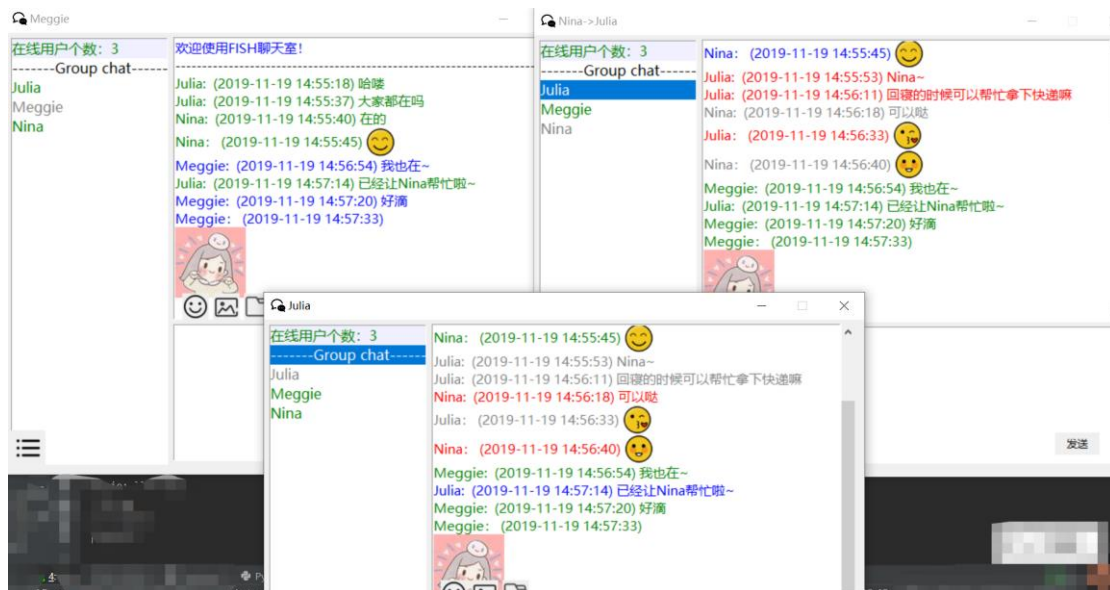 Meggie
在线用户个数：3
-------Group chat------
Julia
Meggie
Nina
欢迎使用FISH聊天室!
Julia: (2019-11-19 14:55:18) 哈喽
Julia: (2019-11-19 14:55:37) 大家都在吗
Nina: (2019-11-19 14:55:40) 在的
Nina： (2019-11-19 14:55:45)
Meggie: (2019-11-19 14:56:54) 我也在~
Julia: (2019-11-19 14:57:14) 已经让Nina帮忙啦~
Meggie: (2019-11-19 14:57:20) 好滴
Meggie： (2019-11-19 14:57:33)
Nina->Julia
在线用户个数：3
-------Group chat------
Julia
Meggie
Nina
Nina： (2019-11-19 14:55:45)
Julia: (2019-11-19 14:55:53) Nina~
Julia: (2019-11-19 14:56:11) 回寝的时候可以帮忙拿下快递嘛
Nina: (2019-11-19 14:56:18) 可以哒
Julia： (2019-11-19 14:56:33)
Nina： (2019-11-19 14:56:40)
Meggie: (2019-11-19 14:56:54) 我也在~
Julia: (2019-11-19 14:57:14) 已经让Nina帮忙啦~
Meggie: (2019-11-19 14:57:20) 好滴
Meggie： (2019-11-19 14:57:33)
发送
Julia
在线用户个数：3
-------Group chat------
Julia
Meggie
Nina
Nina： (2019-11-19 14:55:45)
Julia: (2019-11-19 14:55:53) Nina~
Julia: (2019-11-19 14:56:11) 回寝的时候可以帮忙拿下快递嘛
Nina: (2019-11-19 14:56:18) 可以哒
Julia： (2019-11-19 14:56:33)
Nina： (2019-11-19 14:56:40)
Meggie: (2019-11-19 14:56:54) 我也在~
Julia: (2019-11-19 14:57:14) 已经让Nina帮忙啦~
Meggie: (2019-11-19 14:57:20) 好滴
Meggie： (2019-11-19 14:57:33)